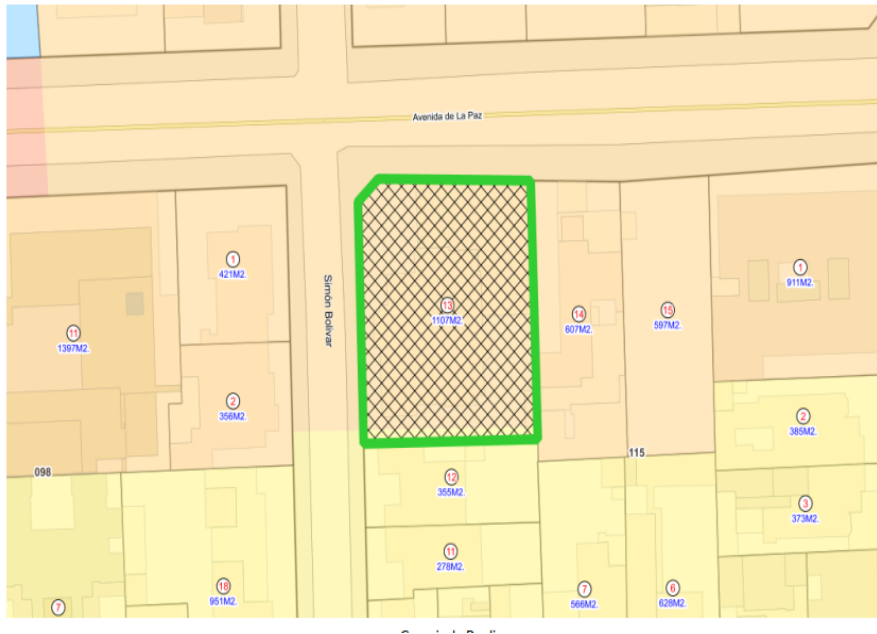 Avenida de La Paz
Simón Bolívar
1
421M2.
11
1397M2.
2
356M2.
13
1107M2.
14
607M2.
15
597M2.
1
911M2.
2
385M2.
098
115
12
355M2.
3
373M2.
11
278M2.
18
951M2.
7
7
566M2.
6
628M2.